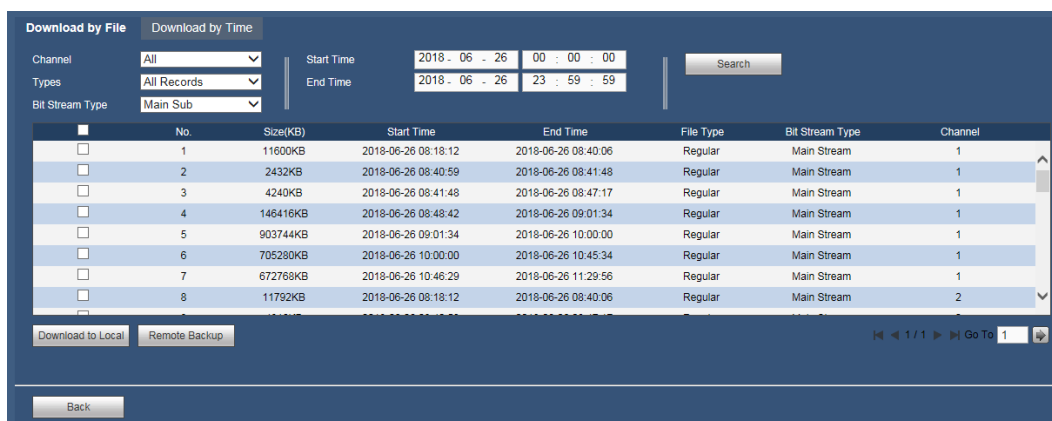 Download by File Download by Time
Channel All Start Time 2018 - 06 - 26 00 : 00 : 00 Search
Types All Records End Time 2018 - 06 - 26 23 : 59 : 59
Bit Stream Type Main Sub
No. Size(KB) Start Time End Time File Type Bit Stream Type Channel
1 11600KB 2018-06-26 08:18:12 2018-06-26 08:40:06 Regular Main Stream 1
2 2432KB 2018-06-26 08:40:59 2018-06-26 08:41:48 Regular Main Stream 1
3 4240KB 2018-06-26 08:41:48 2018-06-26 08:47:17 Regular Main Stream 1
4 146416KB 2018-06-26 08:48:42 2018-06-26 09:01:34 Regular Main Stream 1
5 903744KB 2018-06-26 09:01:34 2018-06-26 10:00:00 Regular Main Stream 1
6 705280KB 2018-06-26 10:00:00 2018-06-26 10:45:34 Regular Main Stream 1
7 672768KB 2018-06-26 10:46:29 2018-06-26 11:29:56 Regular Main Stream 1
8 11792KB 2018-06-26 08:18:12 2018-06-26 08:40:06 Regular Main Stream 2
Download to Local Remote Backup 1 / 1 Go To 1
Back